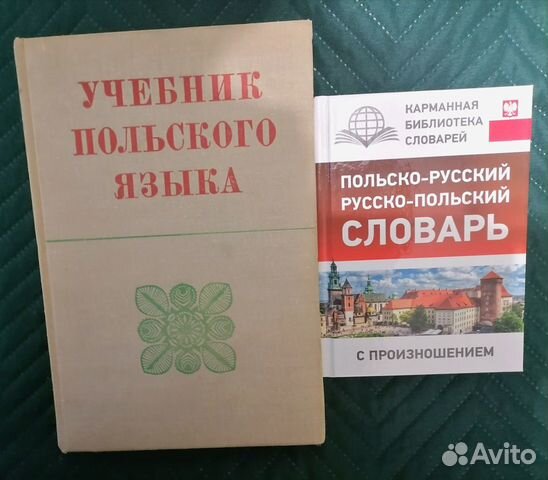 УЧЕБНИК
ПОЛЬСКОГО
ЯЗЫКА
КАРМАННАЯ
БИБЛИОТЕКА
СЛОВАРЕЙ
ПОЛЬСКО-РУССКИЙ
РУССКО-ПОЛЬСКИЙ
СЛОВАРЬ
С ПРОИЗНОШЕНИЕМ
Avito